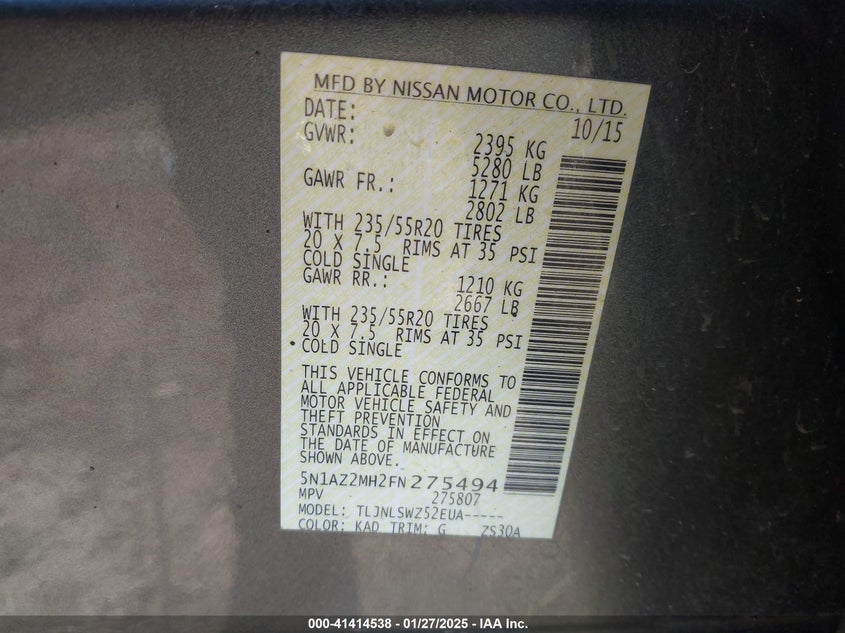 MFD BY NISSAN MOTOR CO., LTD.
DATE: 10/15
GVWR: 2395 KG
5280 LB
GAWR FR.: 1271 KG
2802 LB
WITH 235/55R20 TIRES
20 X 7.5 RIMS AT 35 PSI
COLD SINGLE
GAWR RR.: 1210 KG
2667 LB
WITH 235/55R20 TIRES
20 X 7.5 RIMS AT 35 PSI
COLD SINGLE
THIS VEHICLE CONFORMS TO
ALL APPLICABLE FEDERAL
MOTOR VEHICLE SAFETY AND
THEFT PREVENTION
STANDARDS IN EFFECT ON
THE DATE OF MANUFACTURE
SHOWN ABOVE.
5N1AZ2MH2FN275494
MPV 275807
MODEL: TLJNLSWZ52EUA-----
COLOR: KAD TRIM: G ZS30A
000-41414538 - 01/27/2025 - IAA Inc.